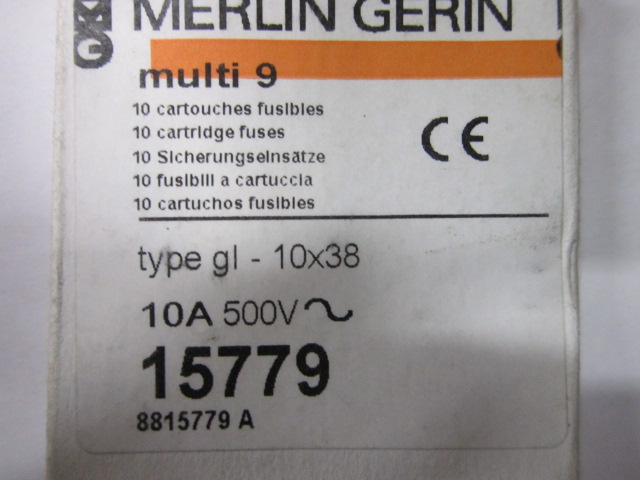 MERLIN GERIN
multi 9
10 cartouches fusibles
10 cartridge fuses
10 Sicherungseinsätze
10 fusibili a cartuccia
10 cartuchos fusibles
CE
type gl - 10x38
10A 500V ~
15779
8815779 A